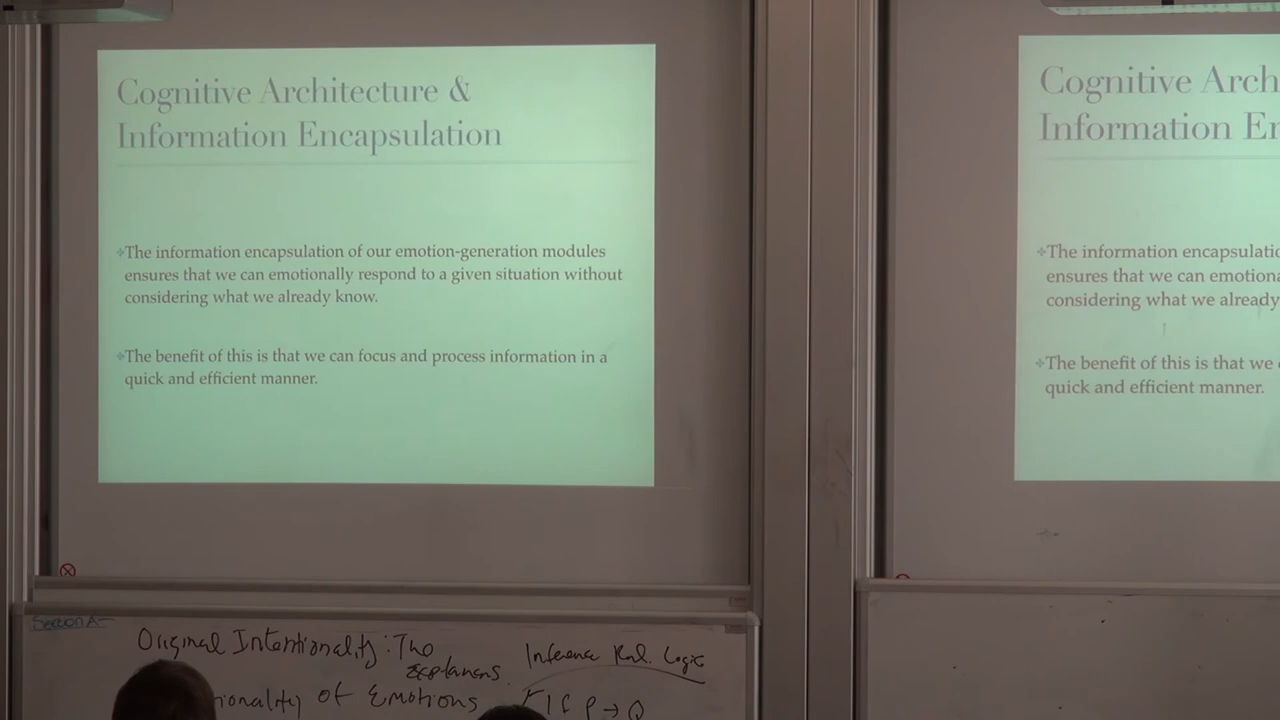 Cognitive Architecture &
Information Encapsulation
The information encapsulation of our emotion-generation modules
ensures that we can emotionally respond to a given situation without
considering what we already know.
The benefit of this is that we can focus and process information in a
quick and efficient manner.
Cognitive Arch
Information En
The information encapsulatio
ensures that we can emotiona
considering what we already
The benefit of this is that we
quick and efficient manner.
Section A-
Original Intentionality: The
Explanans
ionality of Emotions
Inference Rul. Logic
If P → Q